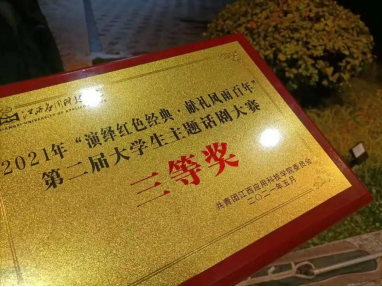 2021年“演绎红色经典·献礼风雨百年”
第二届大学生主题话剧大赛
三等奖
共青团江西应用科技学院委员会
二〇二一年五月